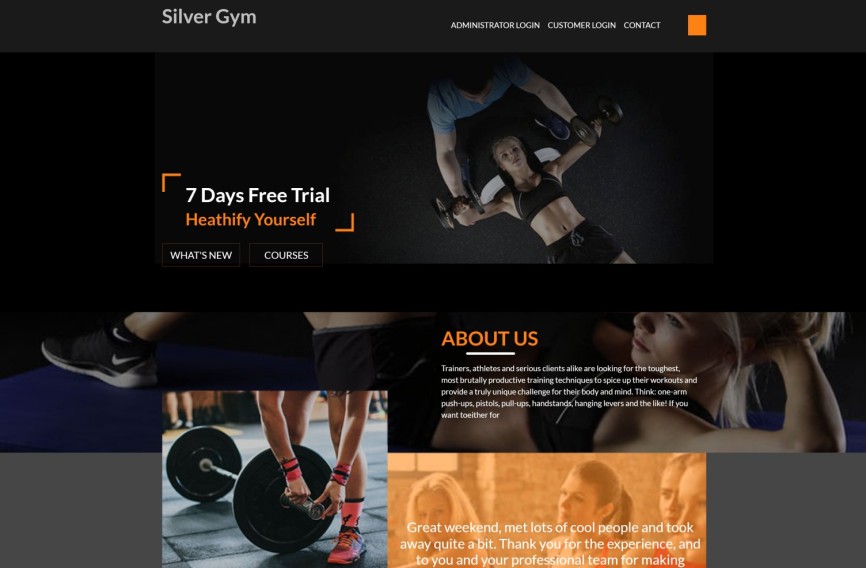 Silver Gym
ADMINISTRATOR LOGIN CUSTOMER LOGIN CONTACT
7 Days Free Trial
Heathify Yourself
WHAT'S NEW COURSES
ABOUT US
Trainers, athletes and serious clients alike are looking for the toughest,
most brutally productive training techniques to spice up their workouts and
provide a truly unique challenge for their body and mind. Think: one-arm
push-ups, pistols, pull-ups, handstands, hanging levers and the like! If you
want toeither for
Great weekend, met lots of cool people and took
away quite a bit. Thank you for the experience, and
to you and your professional team for making